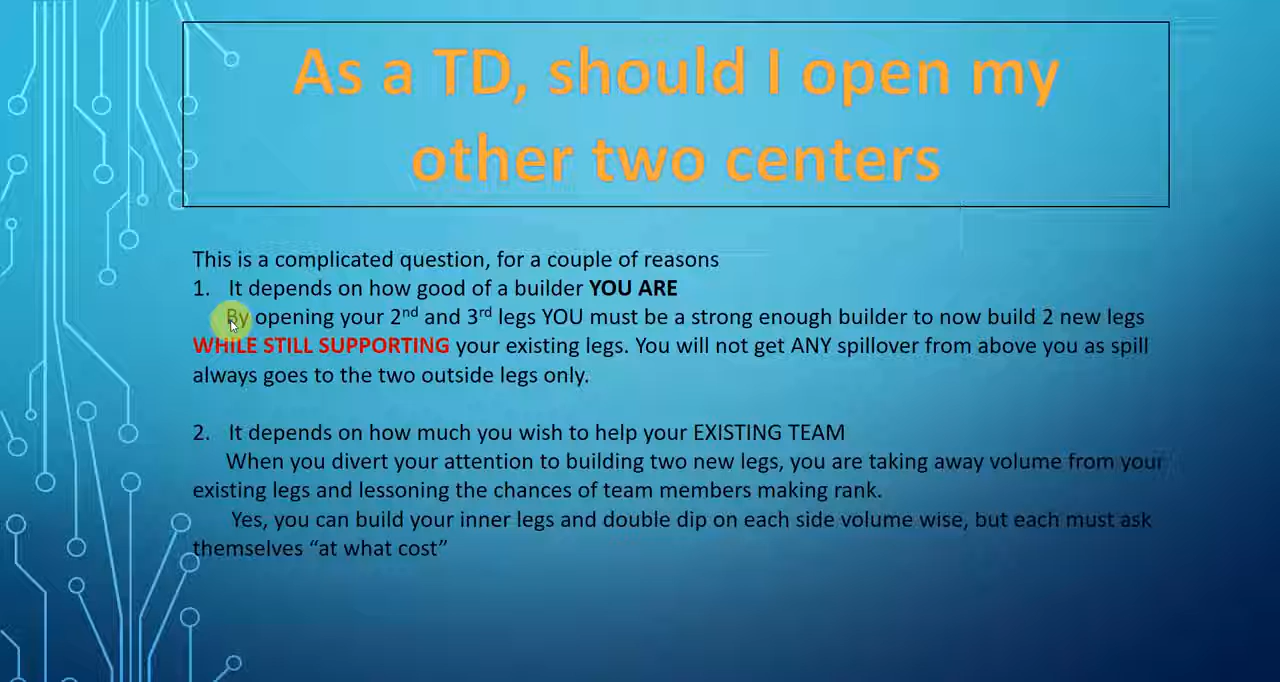 As a TD, should I open my
other two centers
This is a complicated question, for a couple of reasons
1. It depends on how good of a builder YOU ARE
By opening your 2nd and 3rd legs YOU must be a strong enough builder to now build 2 new legs
WHILE STILL SUPPORTING your existing legs. You will not get ANY spillover from above you as spill
always goes to the two outside legs only.
2. It depends on how much you wish to help your EXISTING TEAM
When you divert your attention to building two new legs, you are taking away volume from your
existing legs and lessoning the chances of team members making rank.
Yes, you can build your inner legs and double dip on each side volume wise, but each must ask
themselves “at what cost”